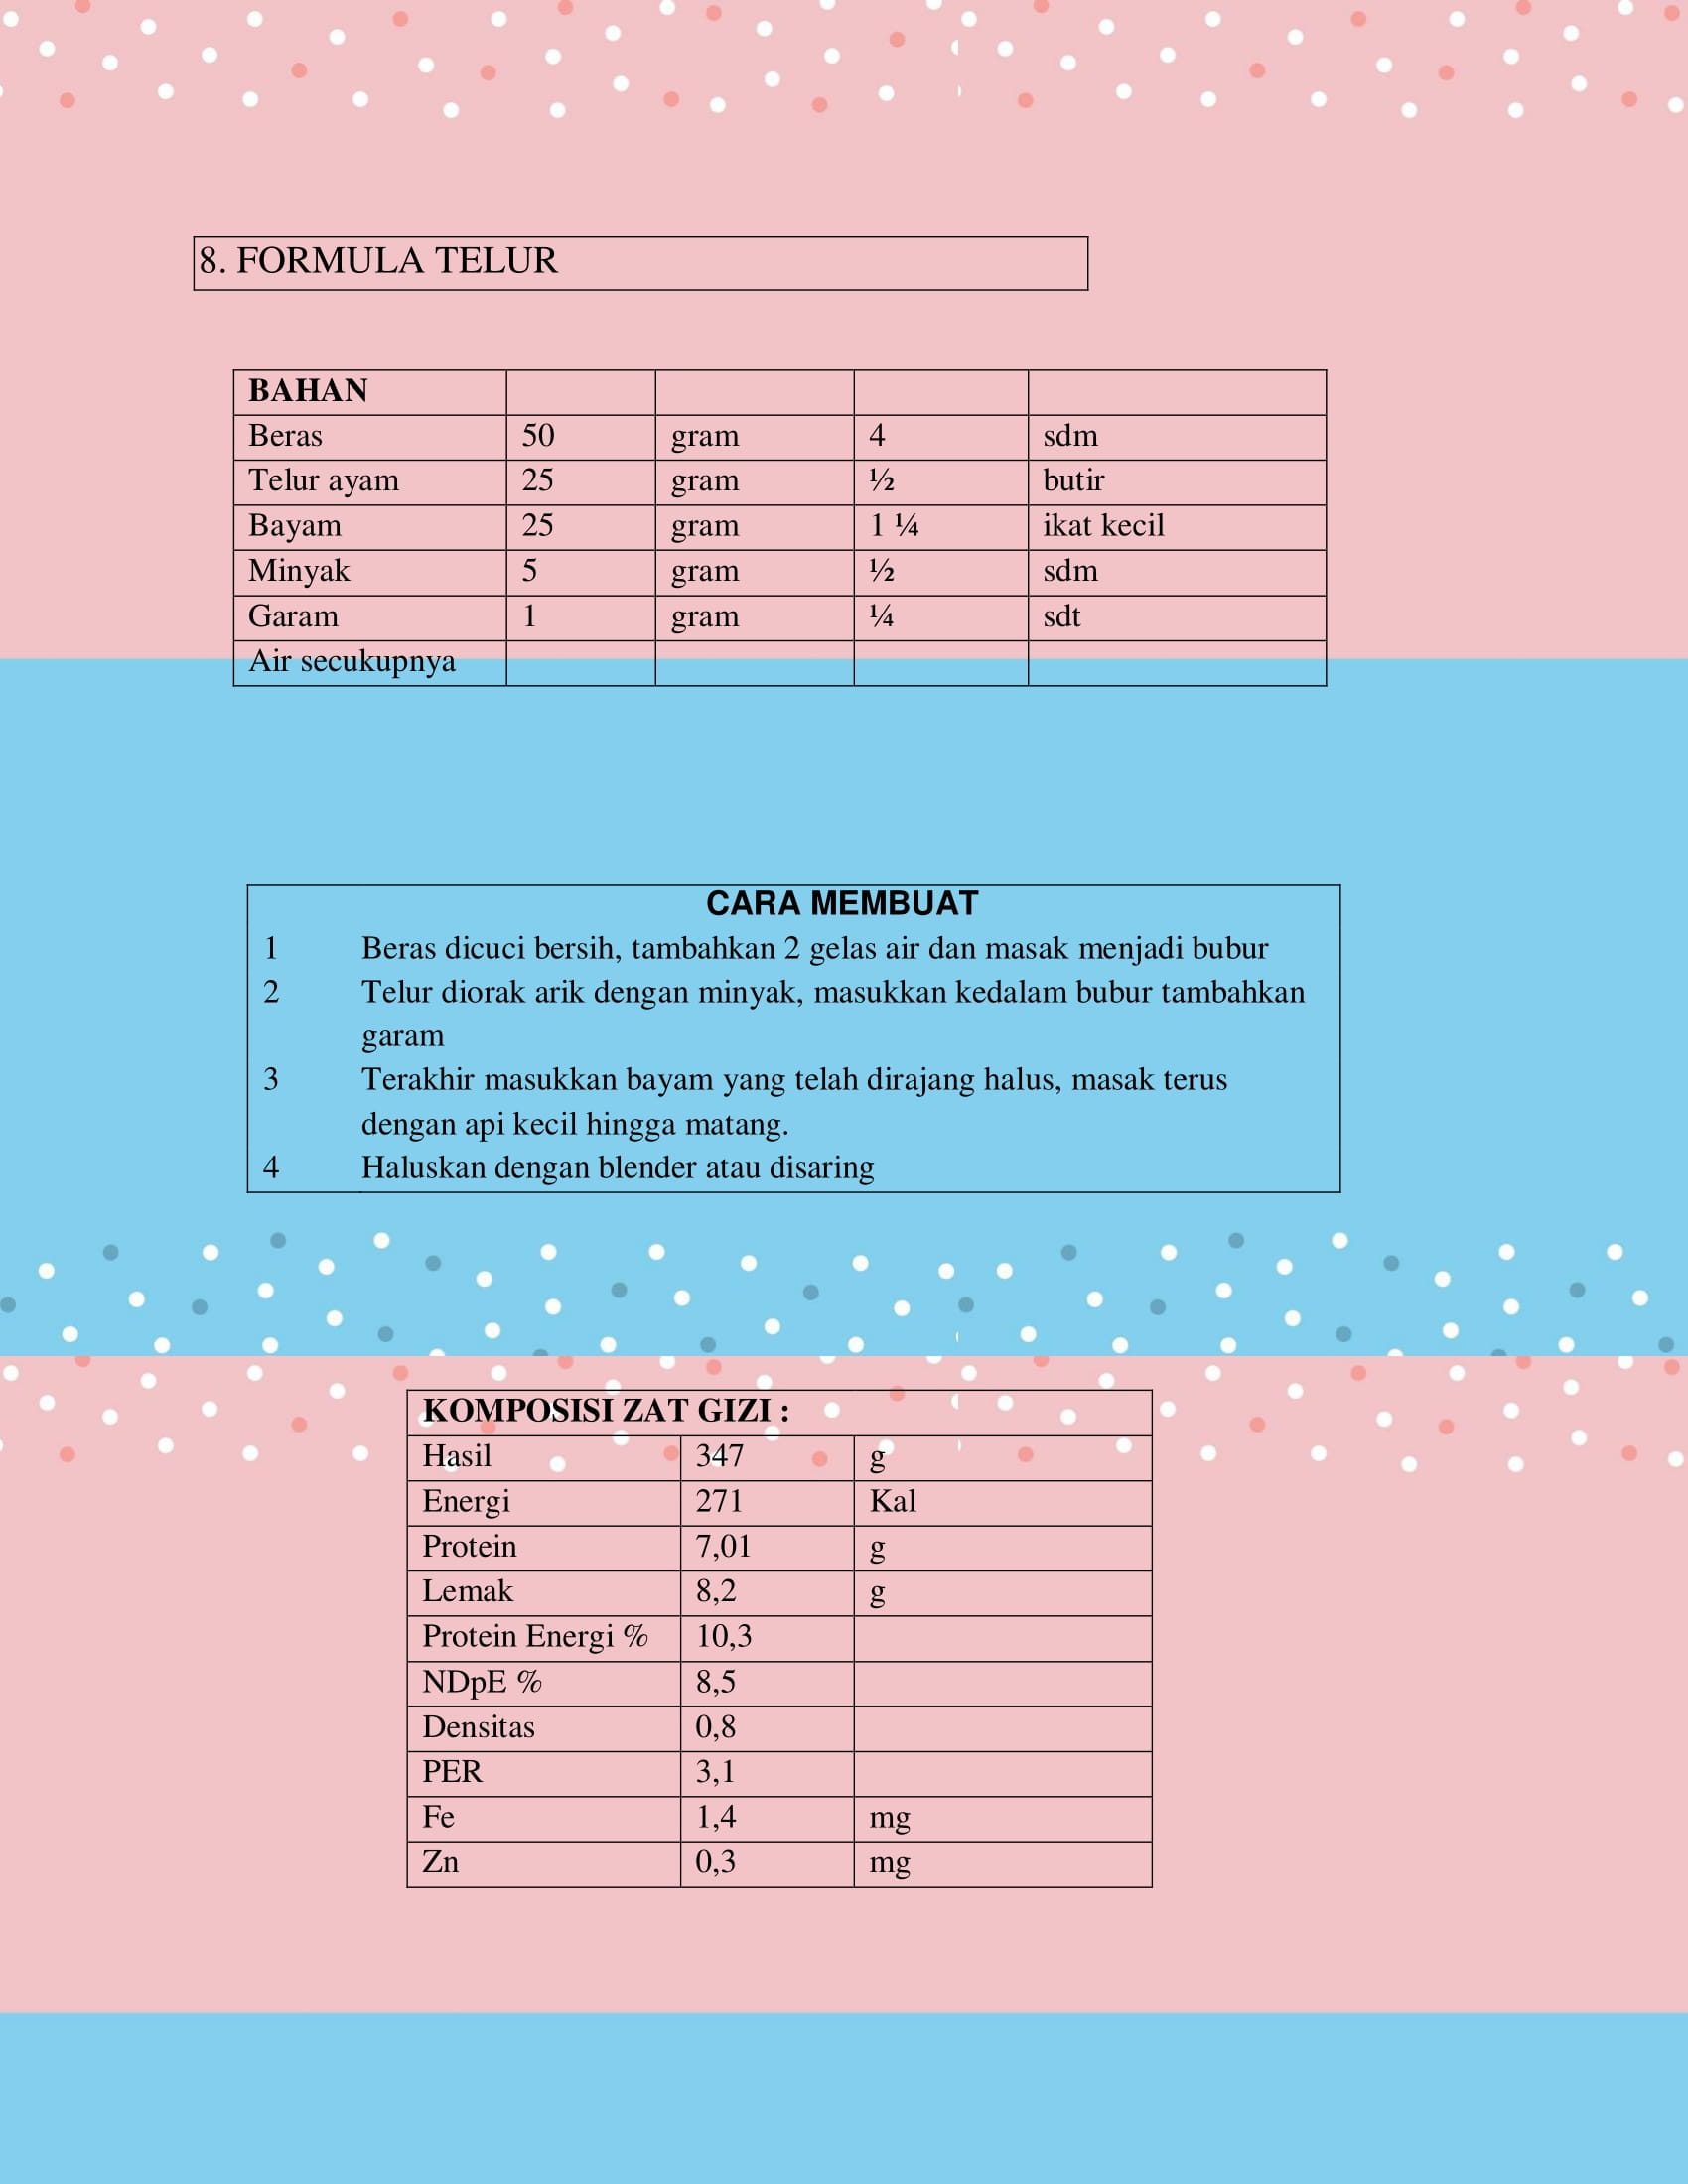 8. FORMULA TELUR
BAHAN
Beras 50 gram 4 sdm
Telur ayam 25 gram ½ butir
Bayam 25 gram 1 ¼ ikat kecil
Minyak 5 gram ½ sdm
Garam 1 gram ¼ sdt
Air secukupnya
CARA MEMBUAT
1 Beras dicuci bersih, tambahkan 2 gelas air dan masak menjadi bubur
2 Telur diorak arik dengan minyak, masukkan kedalam bubur tambahkan
garam
3 Terakhir masukkan bayam yang telah dirajang halus, masak terus
dengan api kecil hingga matang.
4 Haluskan dengan blender atau disaring
KOMPOSISI ZAT GIZI :
Hasil 347 g
Energi 271 Kal
Protein 7,01 g
Lemak 8,2 g
Protein Energi % 10,3
NDpE % 8,5
Densitas 0,8
PER 3,1
Fe 1,4 mg
Zn 0,3 mg